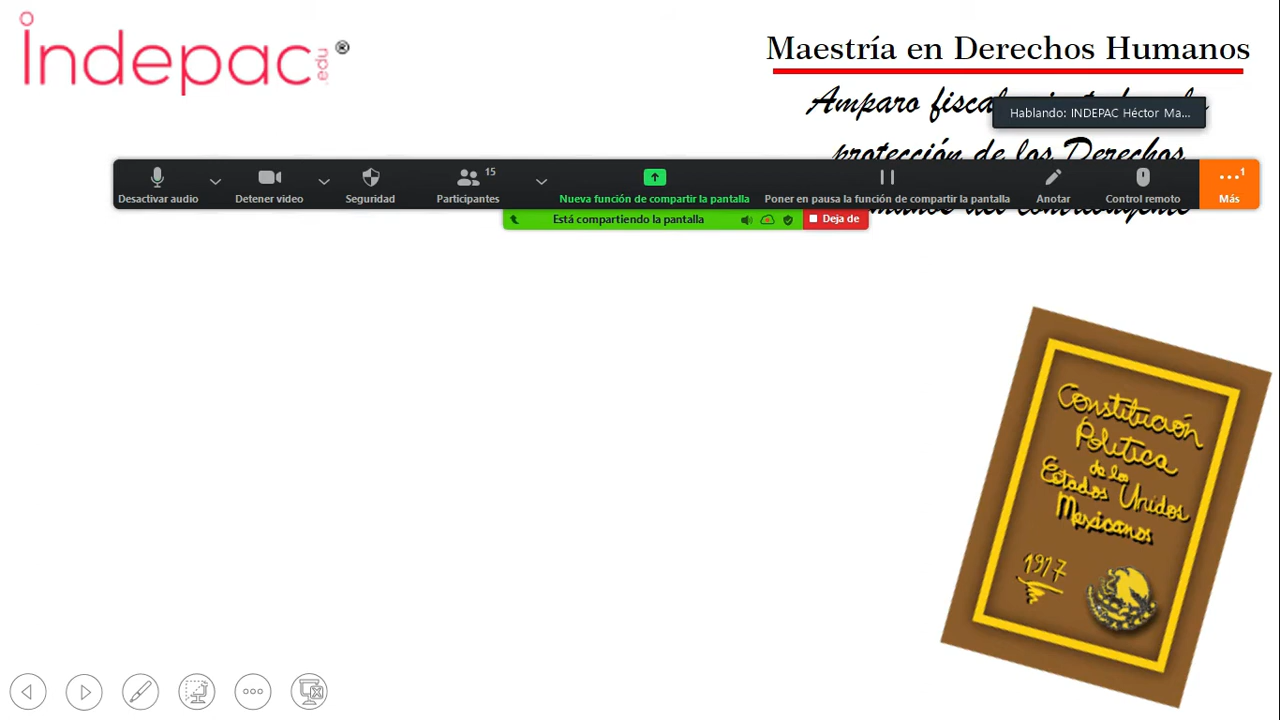 indepac .edu ®
Maestría en Derechos Humanos
Amparo fiscal
Hablando: INDEPAC Héctor Ma...
protección de los Derechos
15
1
Desactivar audio
Detener video
Seguridad
Participantes
Nueva función de compartir la pantalla
Poner en pausa la función de compartir la pantalla
Anotar
Control remoto
Más
del contribuyente
Está compartiendo la pantalla
Deja de
Constitución
Política
de los
Estados Unidos
Mexicanos
1917